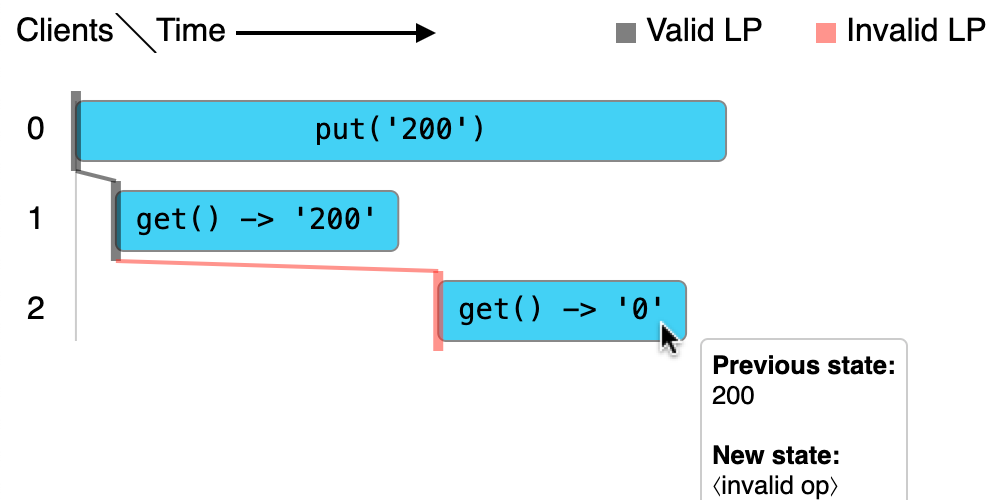 Clients Time Valid LP Invalid LP
0 put('200')
1 get() -> '200'
2 get() -> '0'
Previous state:
200
New state:
⟨invalid op⟩